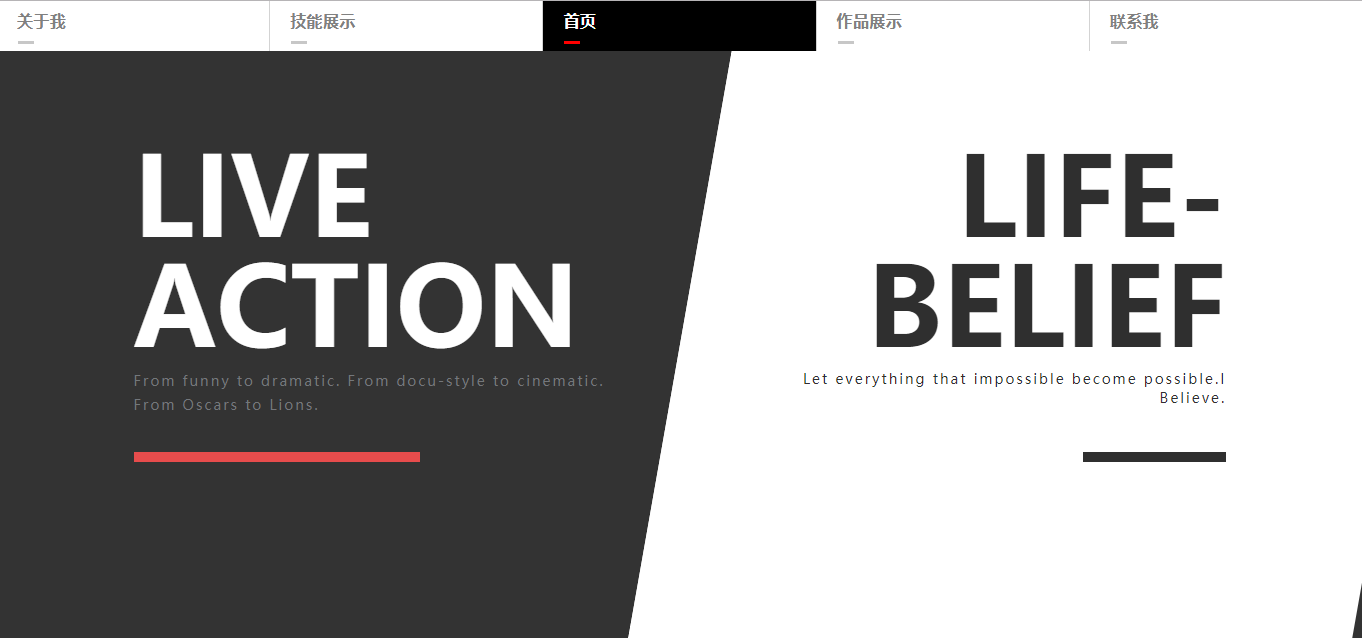 关于我
技能展示
首页
作品展示
联系我
LIVE
ACTION
From funny to dramatic. From docu-style to cinematic.
From Oscars to Lions.
LIFE-
BELIEF
Let everything that impossible become possible.I
Believe.